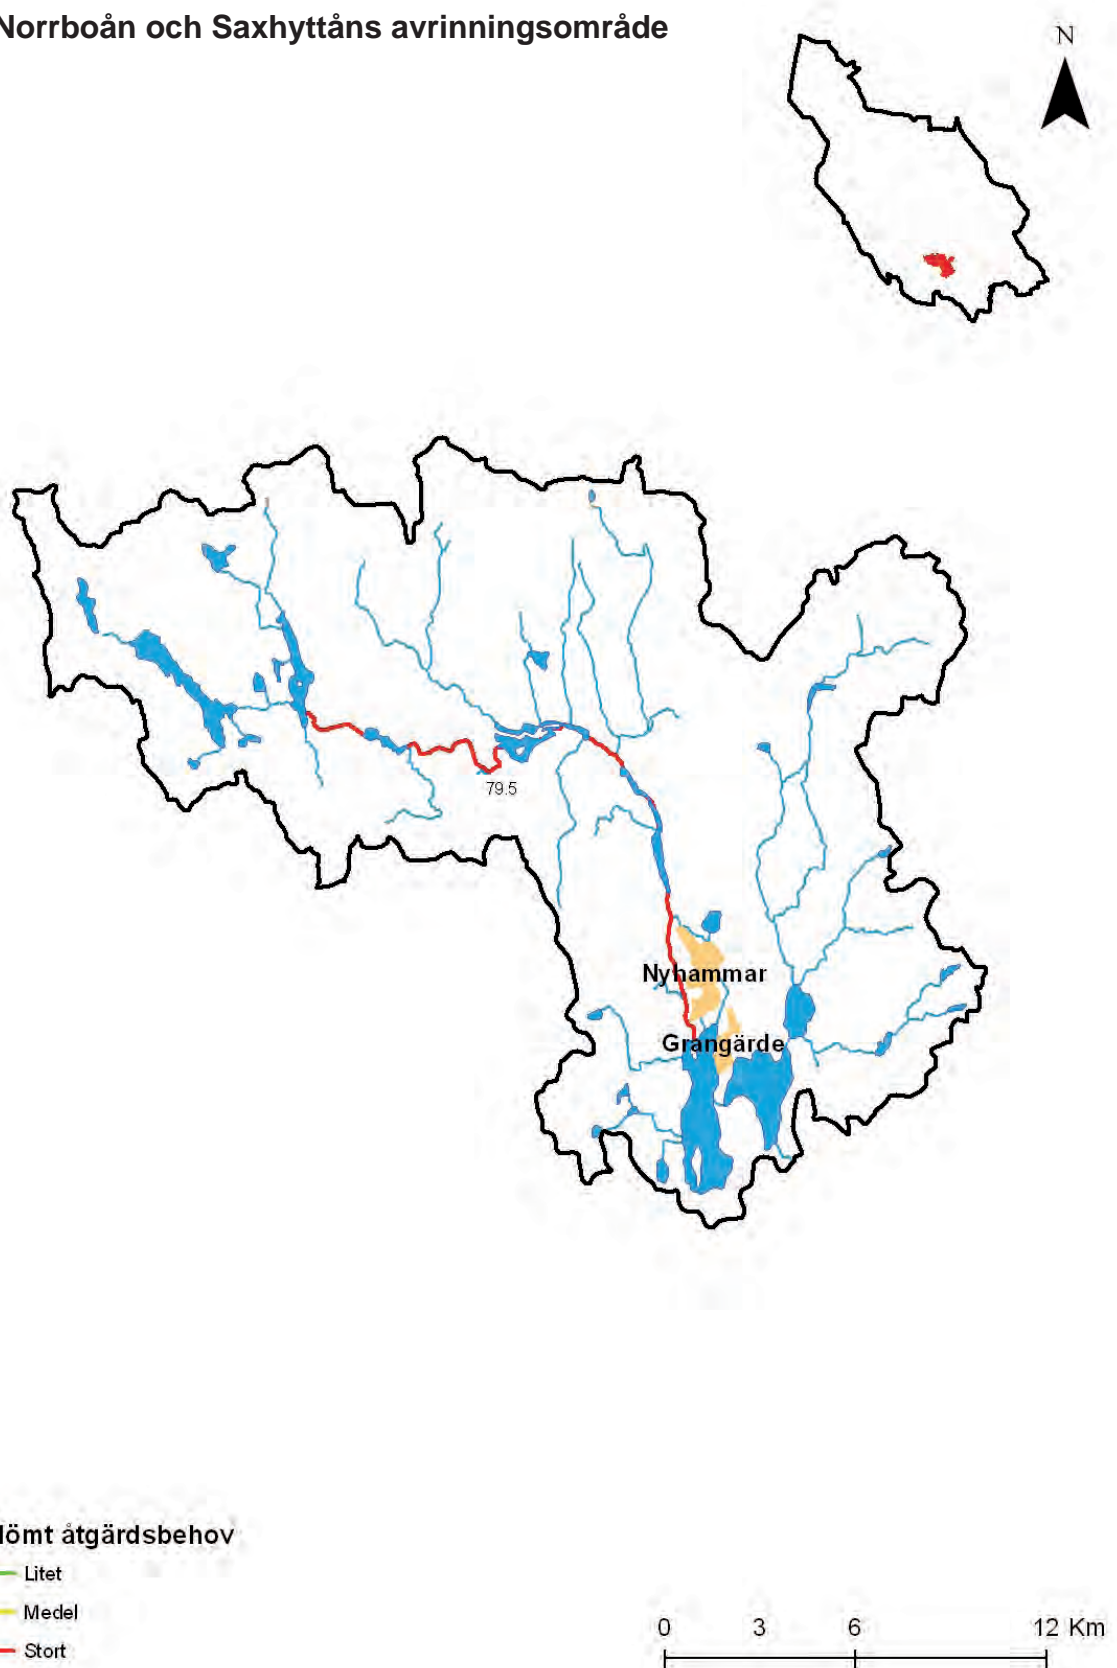 Norrboån och Saxhyttåns avrinningsområde
N
79.5
Nyhammar
Grangärde
ömt åtgärdsbehov
Litet
Medel
Stort
0 3 6 12 Km